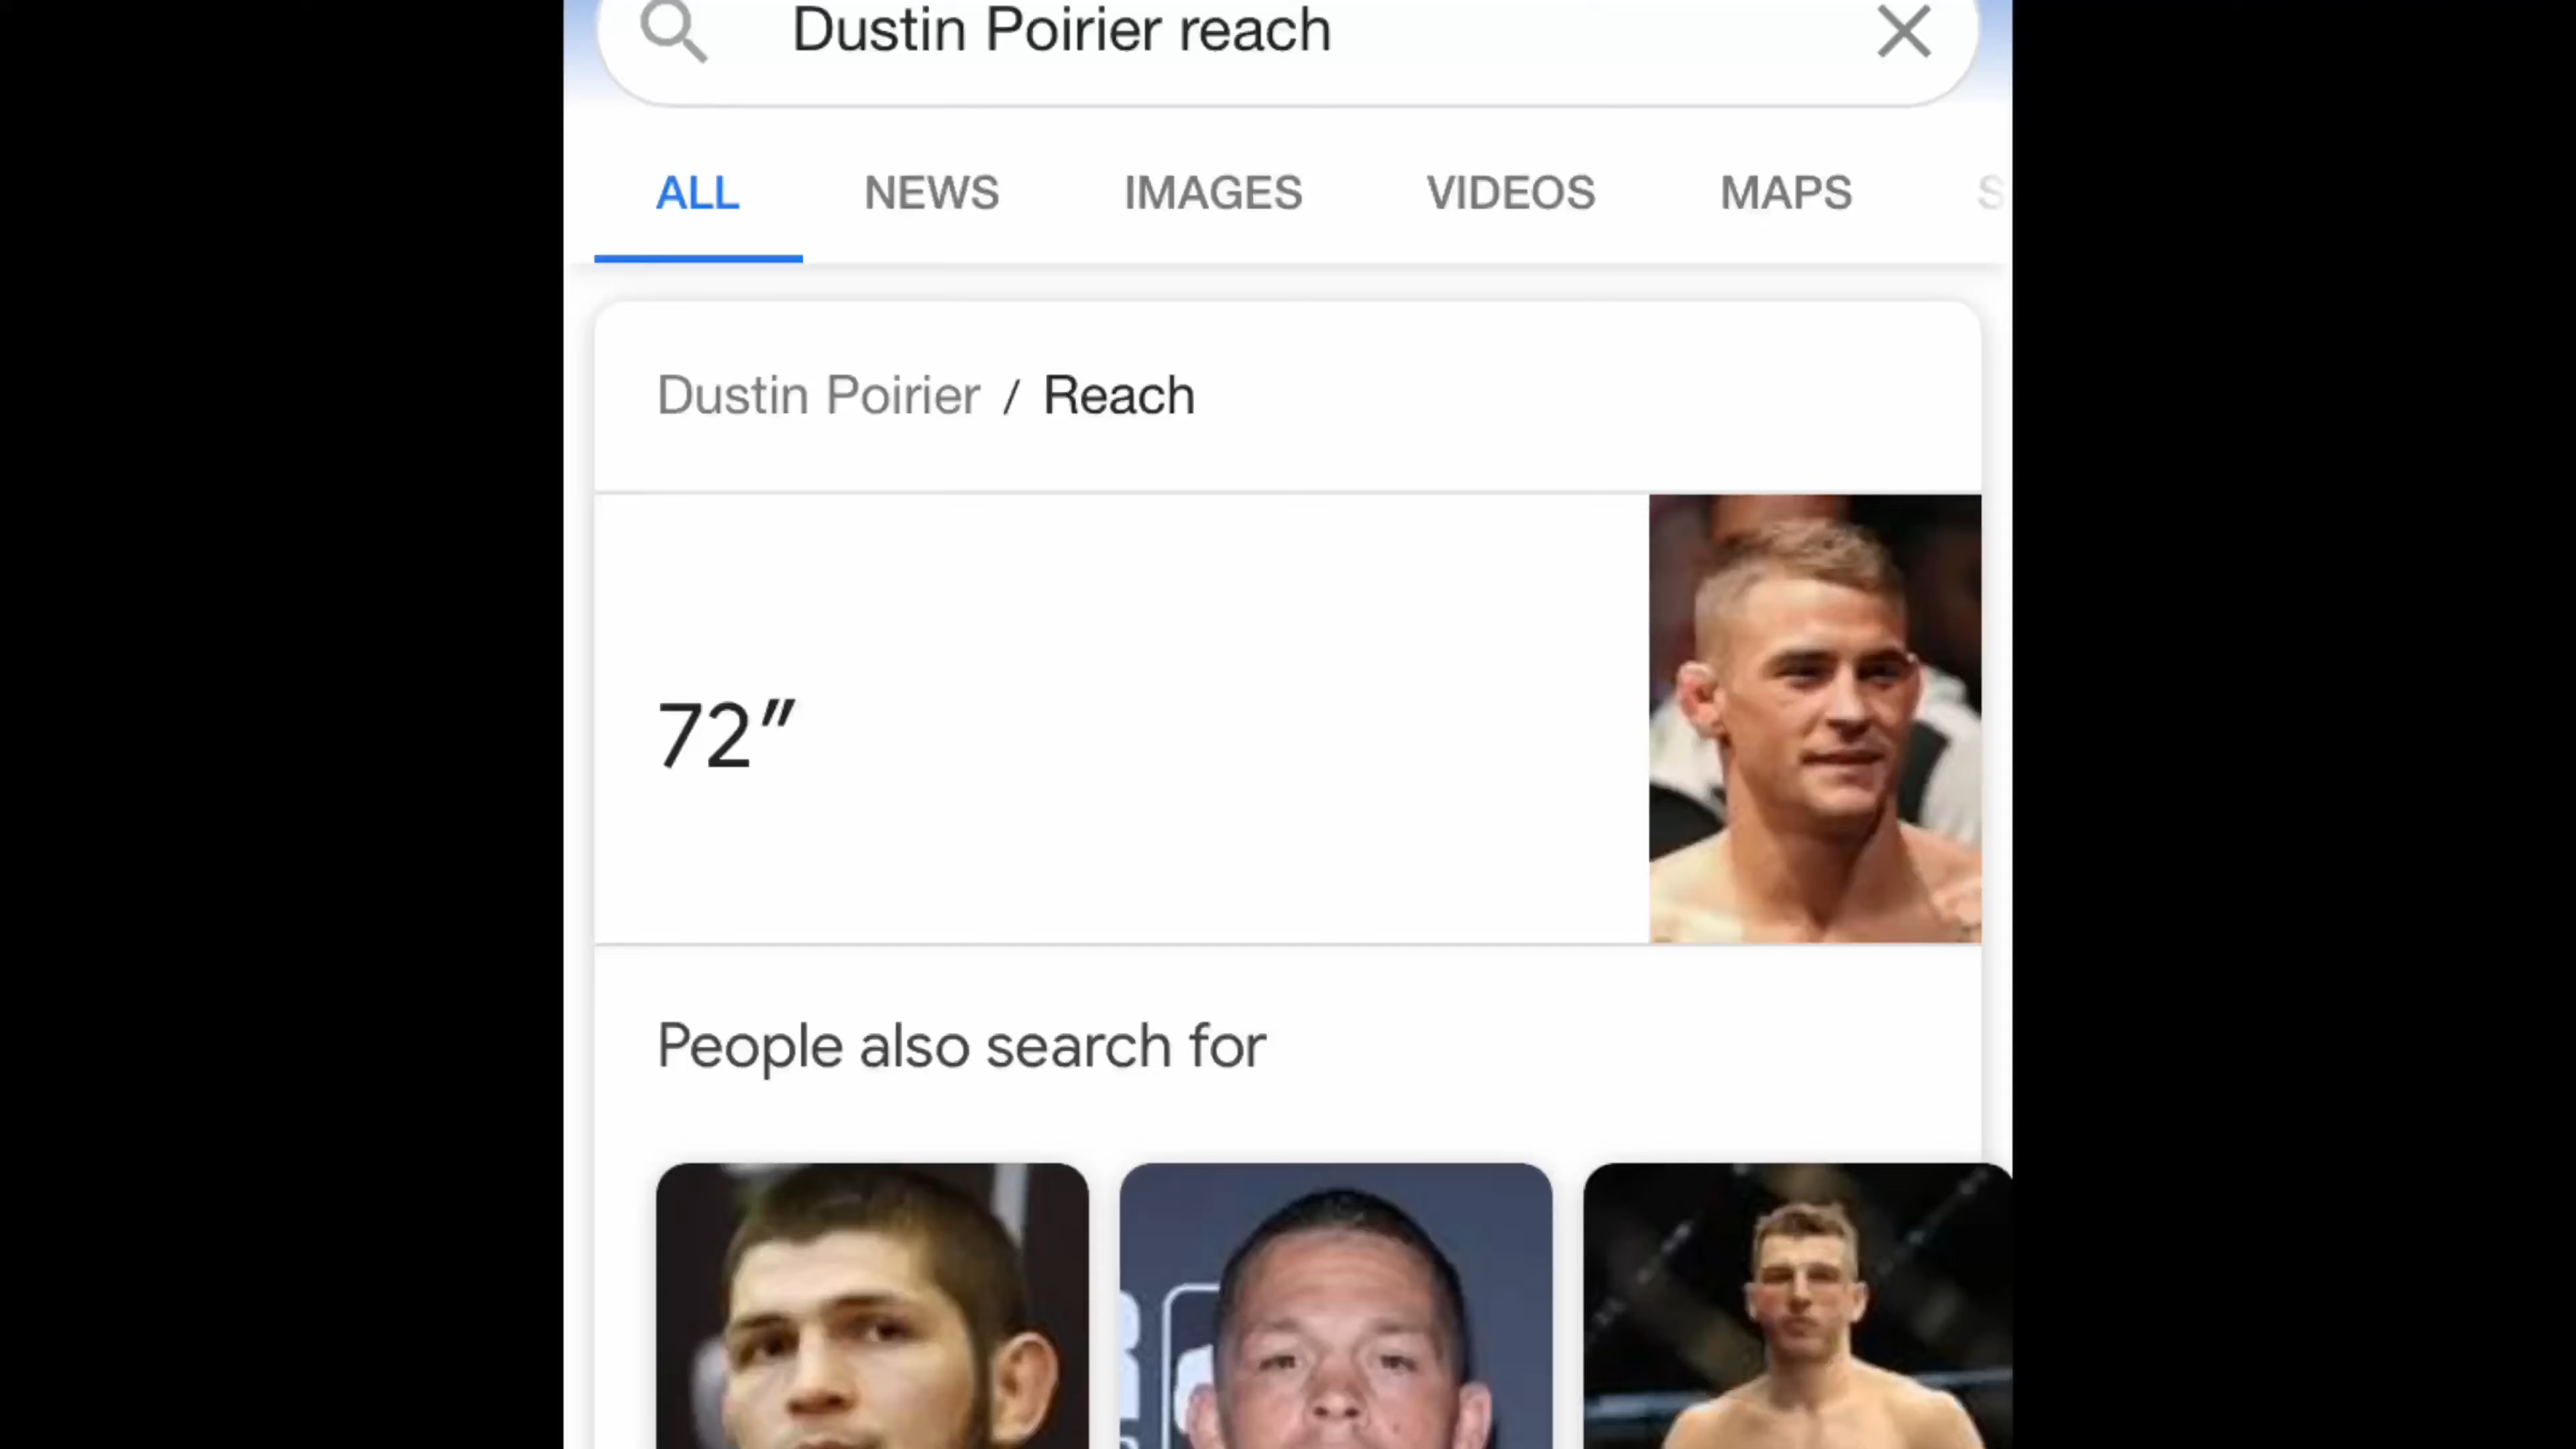 Dustin Poirier reach
ALL NEWS IMAGES VIDEOS MAPS
Dustin Poirier / Reach
72"
People also search for